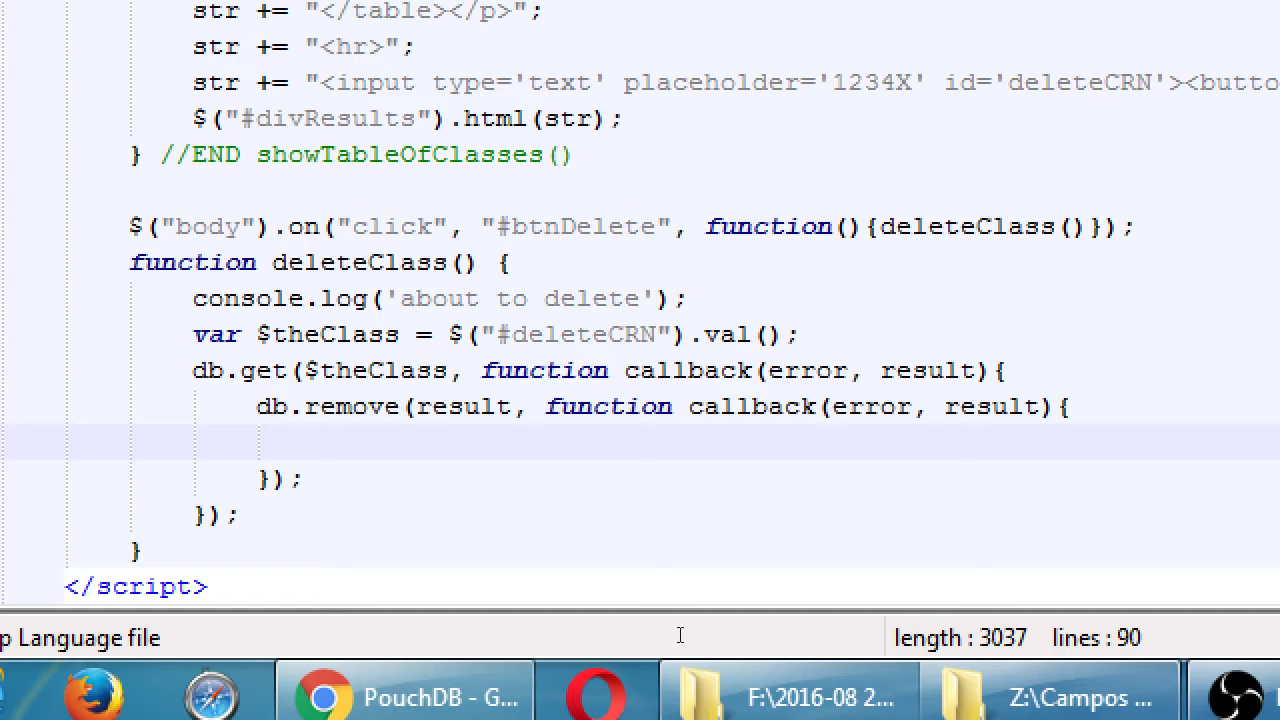 str += "</table></p>";
str += "<hr>";
str += "<input type='text' placeholder='1234X' id='deleteCRN'><butto
$("#divResults").html(str);
} //END showTableOfClasses()
$("body").on("click", "#btnDelete", function(){deleteClass()});
function deleteClass() {
console.log('about to delete');
var $theClass = $("#deleteCRN").val();
db.get($theClass, function callback(error, result){
db.remove(result, function callback(error, result){
});
});
}
</script>
p Language file length : 3037 lines : 90
PouchDB - G... F:\2016-08 2... Z:\Campos ...